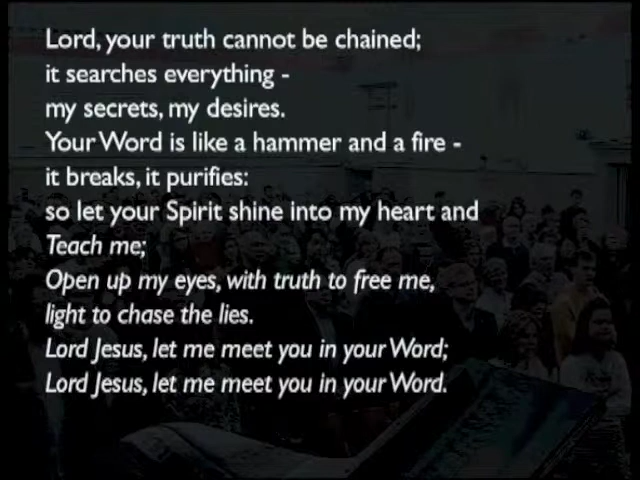 Lord, your truth cannot be chained;
it searches everything -
my secrets, my desires.
Your Word is like a hammer and a fire -
it breaks, it purifies:
so let your Spirit shine into my heart and
Teach me;
Open up my eyes, with truth to free me,
light to chase the lies.
Lord Jesus, let me meet you in your Word;
Lord Jesus, let me meet you in your Word.